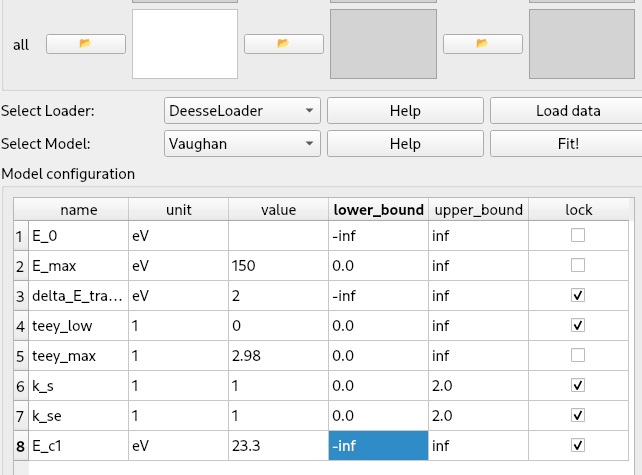 all
Select Loader: DeesseLoader Help Load data
Select Model: Vaughan Help Fit!
Model configuration
name unit value lower_bound upper_bound lock
1 E_0 eV -inf inf
2 E_max eV 150 0.0 inf
3 delta_E_tra... eV 2 -inf inf
4 teey_low 1 0 0.0 inf
5 teey_max 1 2.98 0.0 inf
6 k_s 1 1 0.0 2.0
7 k_se 1 1 0.0 2.0
8 E_c1 eV 23.3 -inf inf